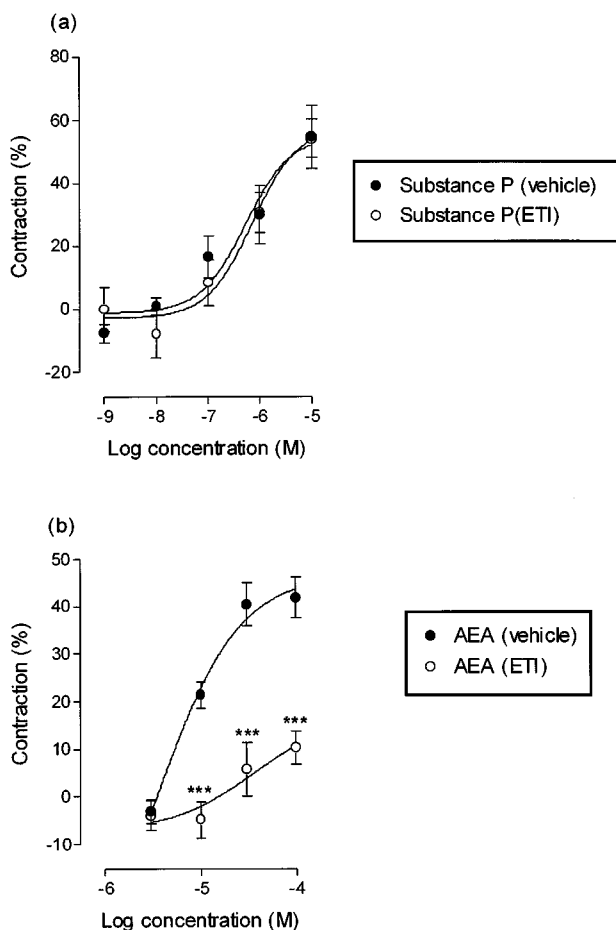 (a)
80
60
40
20
0
-20
Contraction (%)
-9 -8 -7 -6 -5
Log concentration (M)
Substance P (vehicle)
Substance P(ETI)
(b)
50
40
30
20
10
0
-10
Contraction (%)
***
***
***
-6 -5 -4
Log concentration (M)
AEA (vehicle)
AEA (ETI)